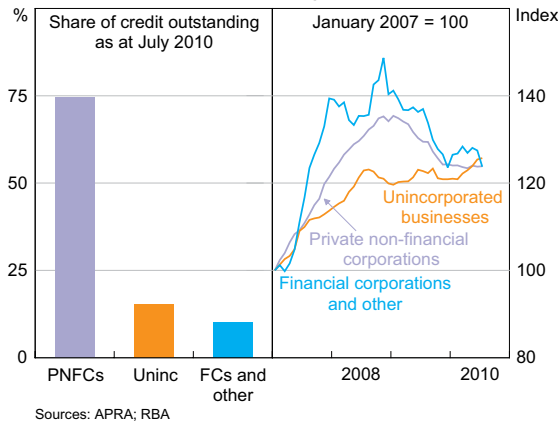 %
Share of credit outstanding
as at July 2010
January 2007 = 100
Index
75
50
25
0
140
120
100
80
Unincorporated
businesses
Private non-financial
corporations
Financial corporations
and other
PNFCs
Uninc
FCs and
other
2008
2010
Sources: APRA; RBA